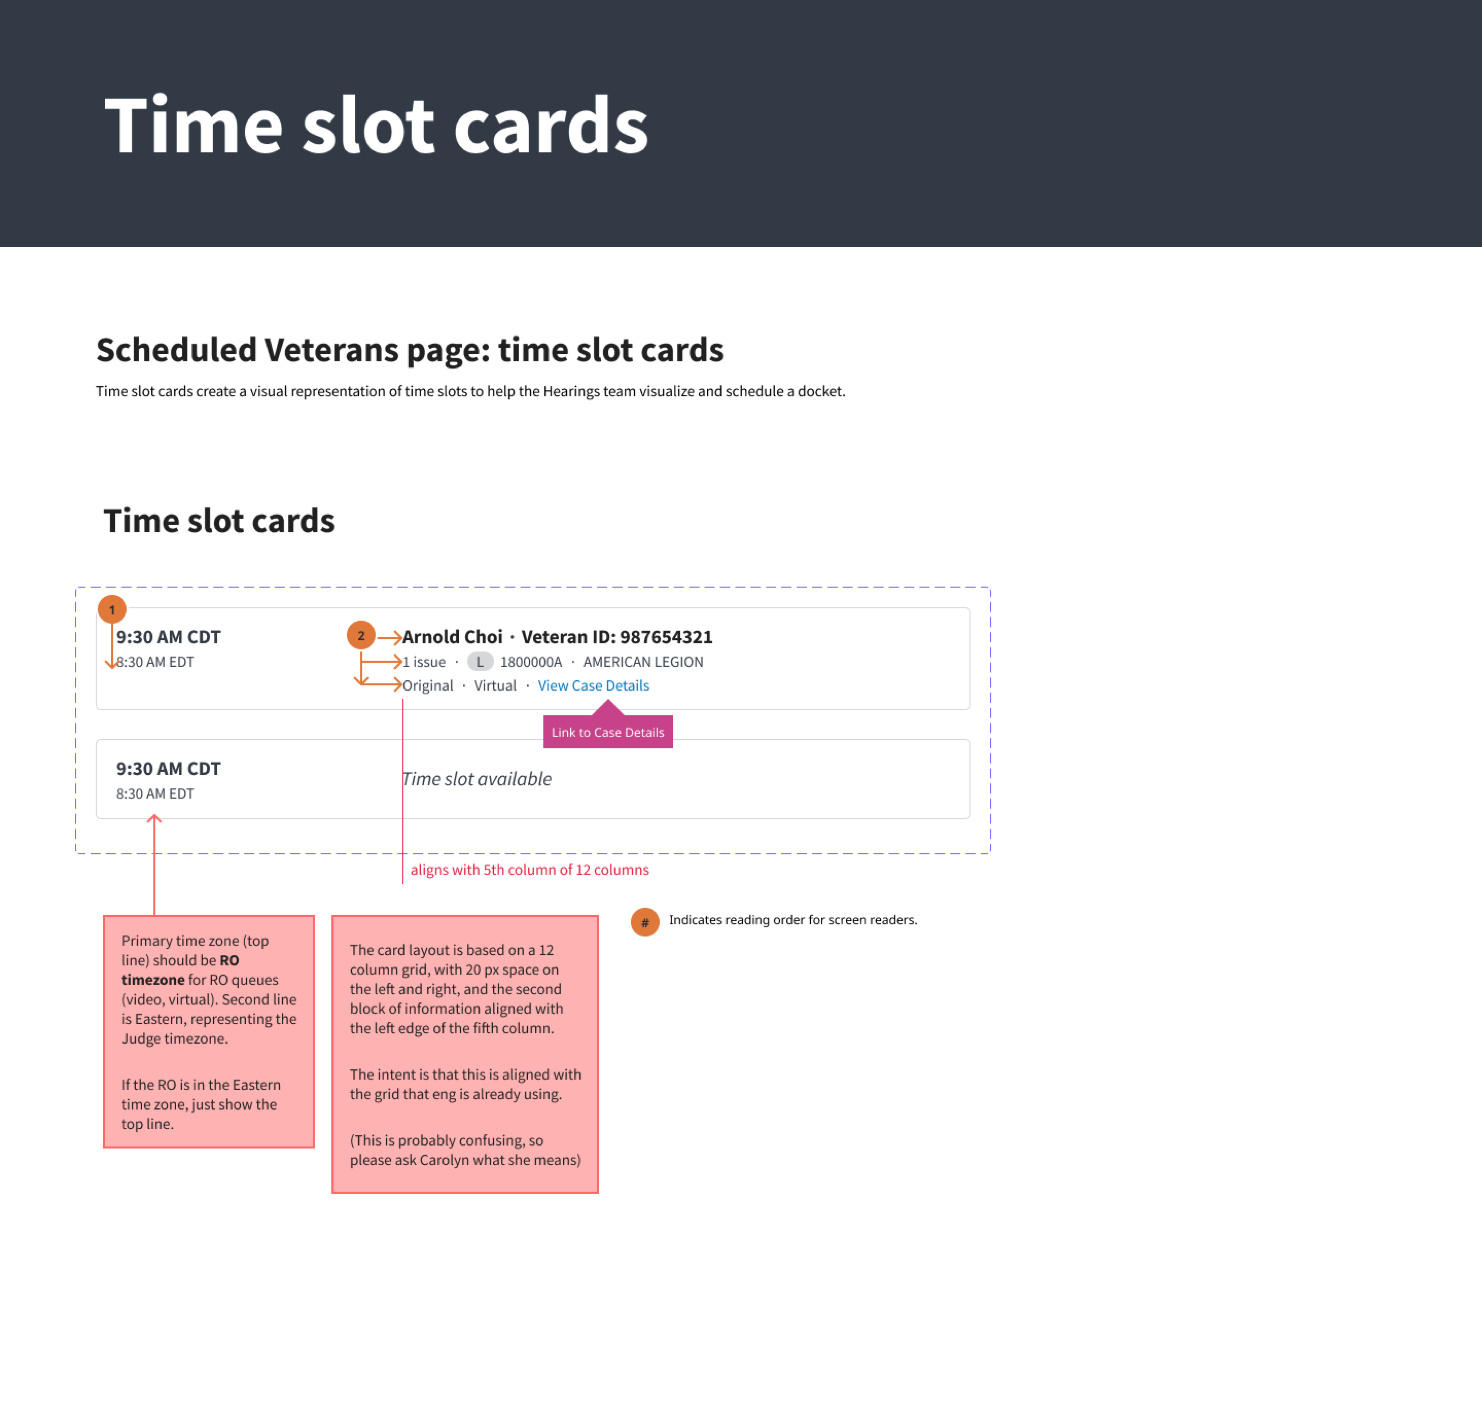 Time slot cards
Scheduled Veterans page: time slot cards
Time slot cards create a visual representation of time slots to help the Hearings team visualize and schedule a docket.
Time slot cards
1
9:30 AM CDT
8:30 AM EDT
2
Arnold Choi · Veteran ID: 987654321
1 issue · L 1800000A · AMERICAN LEGION
Original · Virtual · View Case Details
Link to Case Details
9:30 AM CDT
8:30 AM EDT
Time slot available
aligns with 5th column of 12 columns
Primary time zone (top
line) should be RO
timezone for RO queues
(video, virtual). Second line
is Eastern, representing the
Judge timezone.
If the RO is in the Eastern
time zone, just show the
top line.
The card layout is based on a 12
column grid, with 20 px space on
the left and right, and the second
block of information aligned with
the left edge of the fifth column.
The intent is that this is aligned with
the grid that eng is already using.
(This is probably confusing, so
please ask Carolyn what she means)
# Indicates reading order for screen readers.